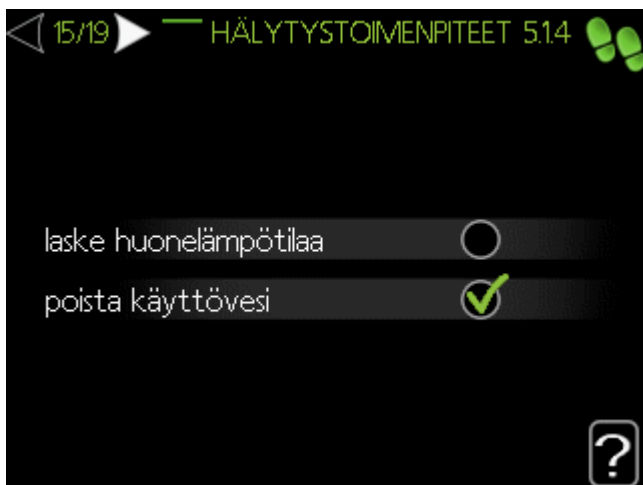 15/19 HÄLYTYSTOIMENPITEET 5.1.4
laske huonelämpötilaa
poista käyttövesi
?